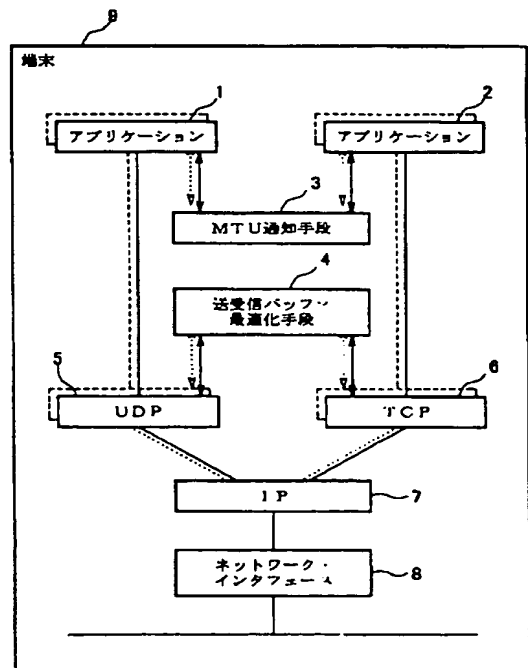 9
端末
1
アプリケーション
2
アプリケーション
3
MTU通知手段
4
送受信バッファ
最適化手段
5
UDP
6
TCP
IP
7
ネットワーク・
インタフェース
8